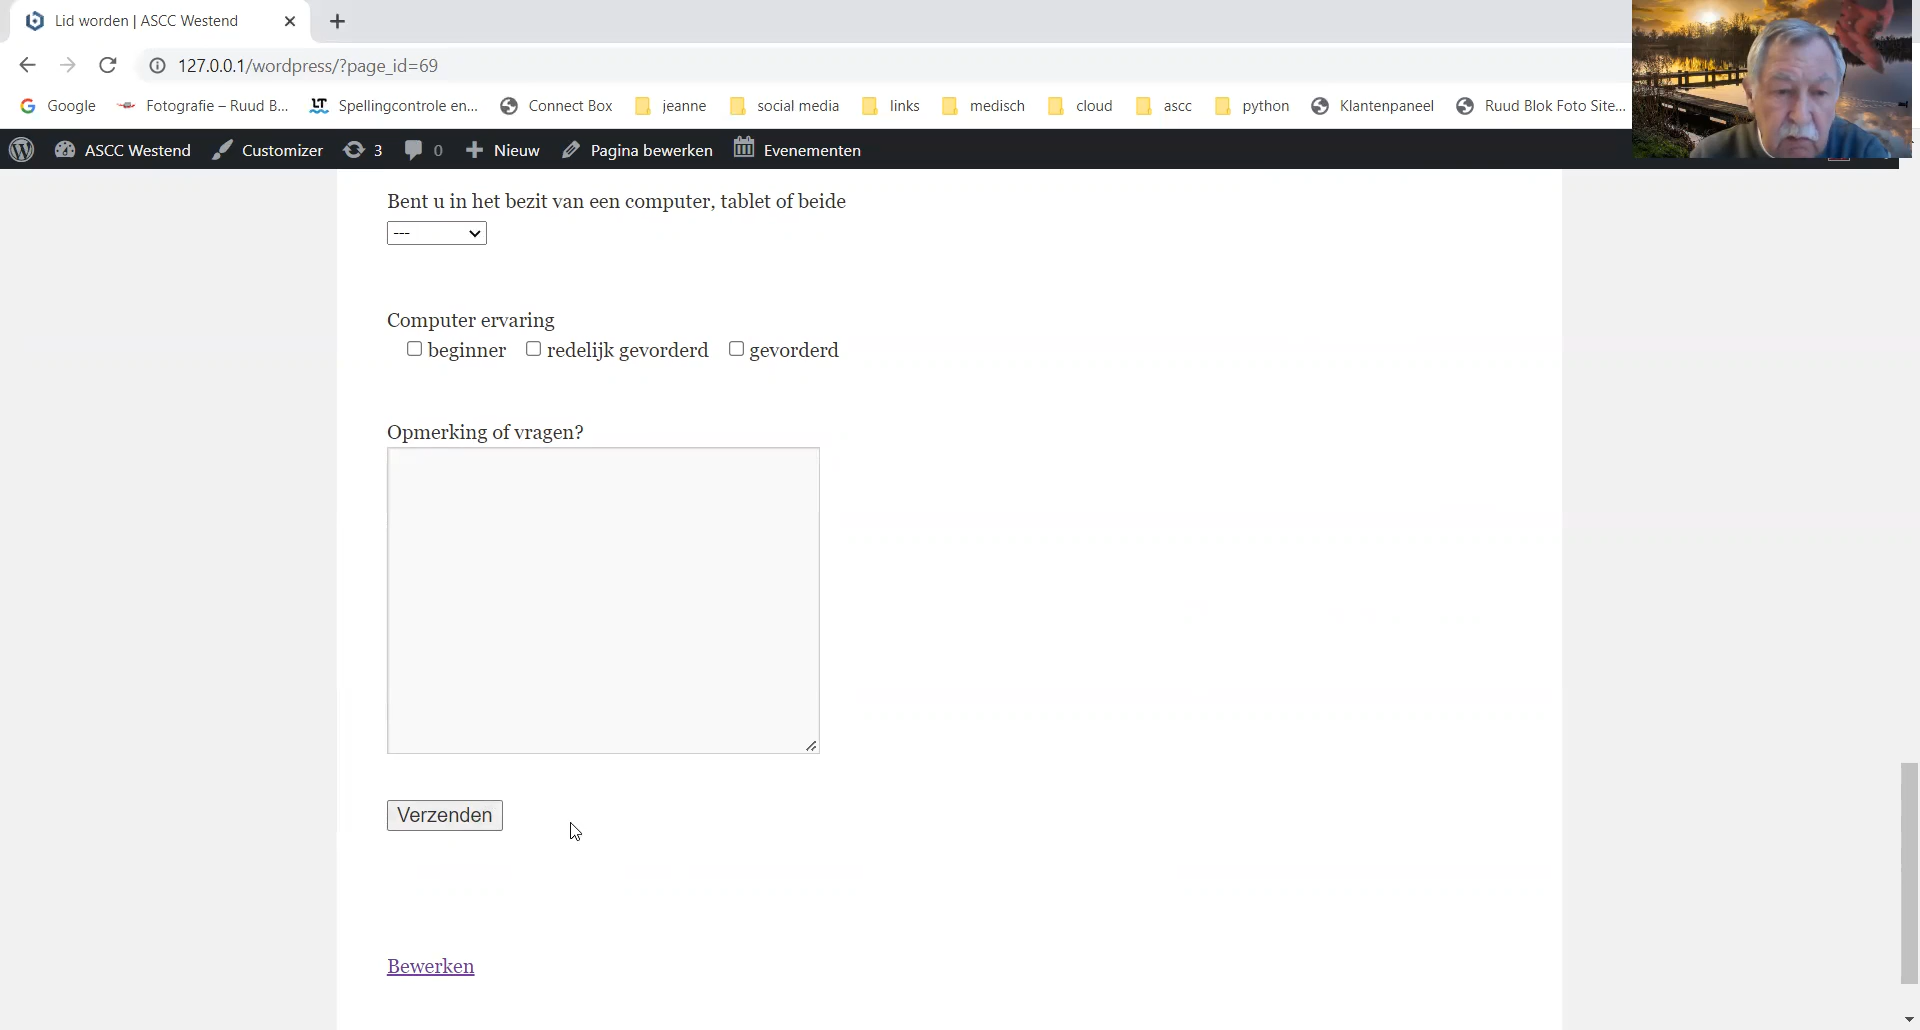 Lid worden | ASCC Westend
127.0.0.1/wordpress/?page_id=69
Google Fotografie – Ruud B... Spellingcontrole en... Connect Box jeanne social media links medisch cloud ascc python Klantenpaneel Ruud Blok Foto Site...
ASCC Westend Customizer 3 0 Nieuw Pagina bewerken Evenementen
Bent u in het bezit van een computer, tablet of beide
---
Computer ervaring
beginner redelijk gevorderd gevorderd
Opmerking of vragen?
Verzenden
Bewerken